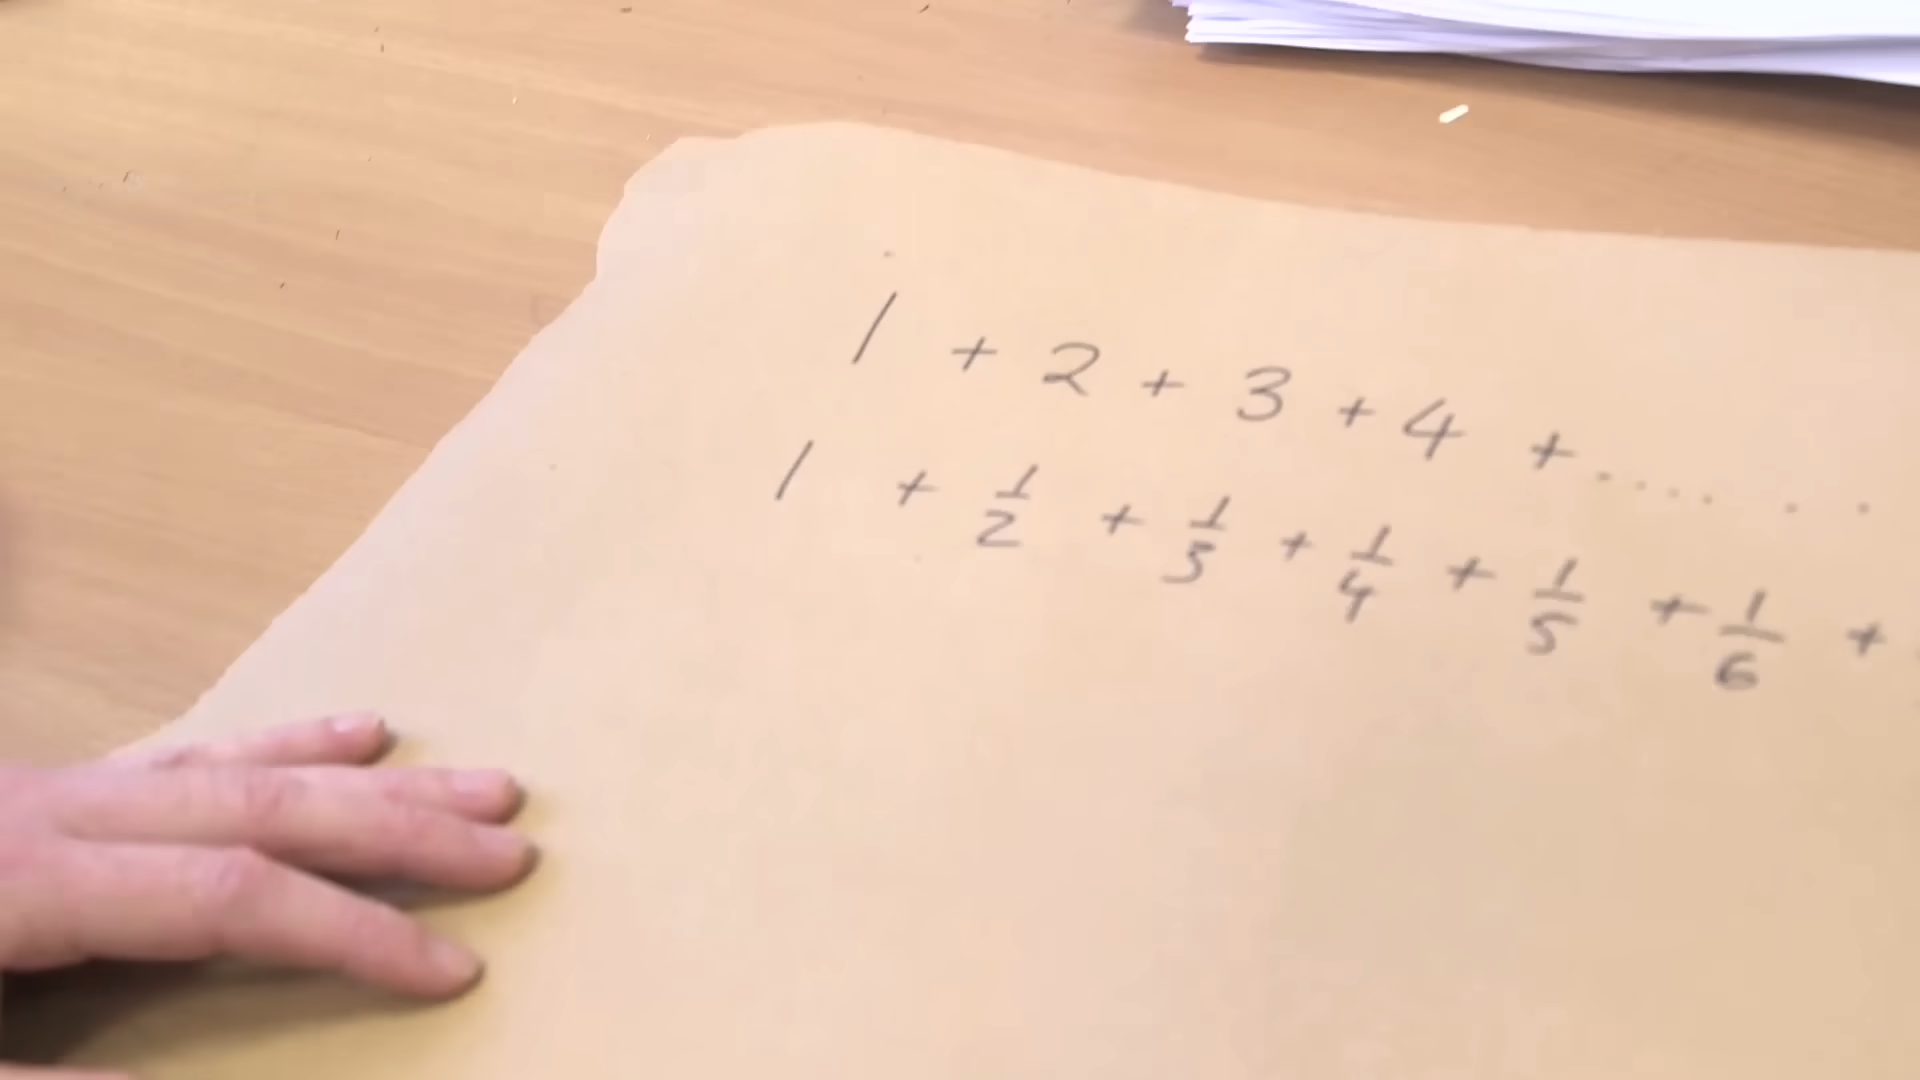 1 + 2 + 3 + 4 + ..... . .
1 + 1/2 + 1/3 + 1/4 + 1/5 + 1/6 +